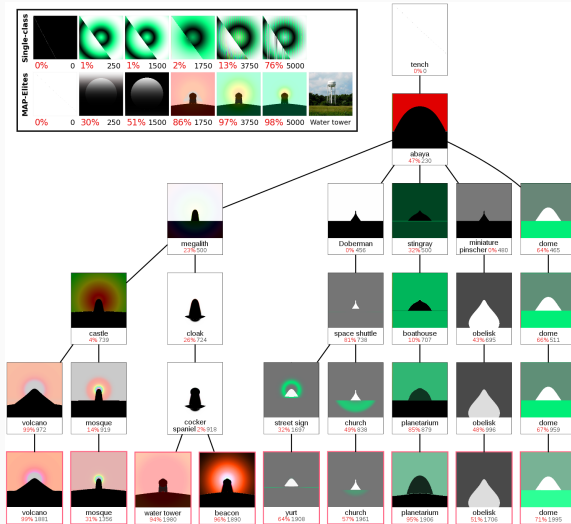 Single-class
0% 0 1% 250 1% 1500 2% 1750 13% 3750 76% 5000
MAP-Elites
0% 0 30% 250 51% 1500 86% 1750 97% 3750 98% 5000 Water tower
tench
0% 0
abaya
47% 230
megalith
23% 500
Doberman
0% 456
stingray
32% 500
miniature
pinscher 0% 480
dome
64% 465
castle
4% 739
cloak
26% 724
space shuttle
81% 738
boathouse
10% 707
obelisk
43% 695
dome
66% 511
volcano
99% 972
mosque
14% 919
cocker
spaniel 2% 918
street sign
32% 1697
church
49% 838
planetarium
85% 879
obelisk
48% 996
dome
67% 959
volcano
99% 1891
mosque
31% 1356
water tower
94% 1980
beacon
96% 1890
yurt
64% 1908
church
57% 1961
planetarium
95% 1906
obelisk
51% 1706
dome
71% 1895